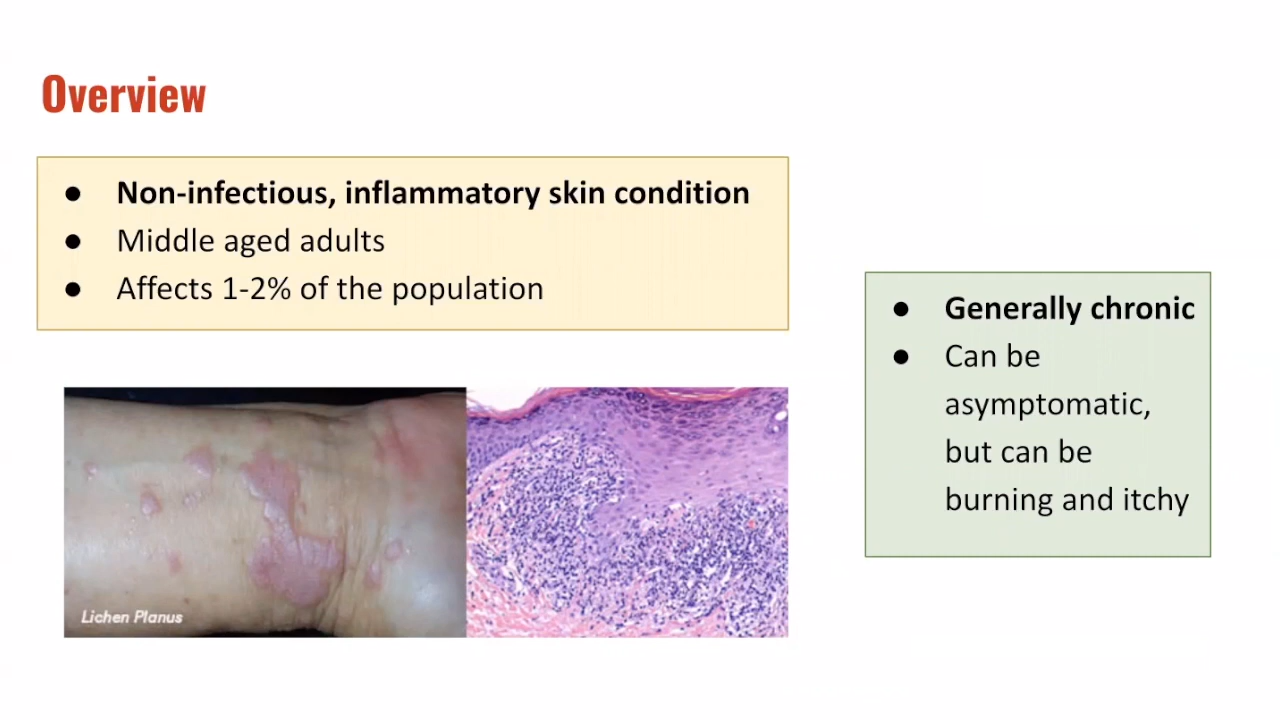 Overview
● Non-infectious, inflammatory skin condition
● Middle aged adults
● Affects 1-2% of the population
● Generally chronic
● Can be
asymptomatic,
but can be
burning and itchy
Lichen Planus